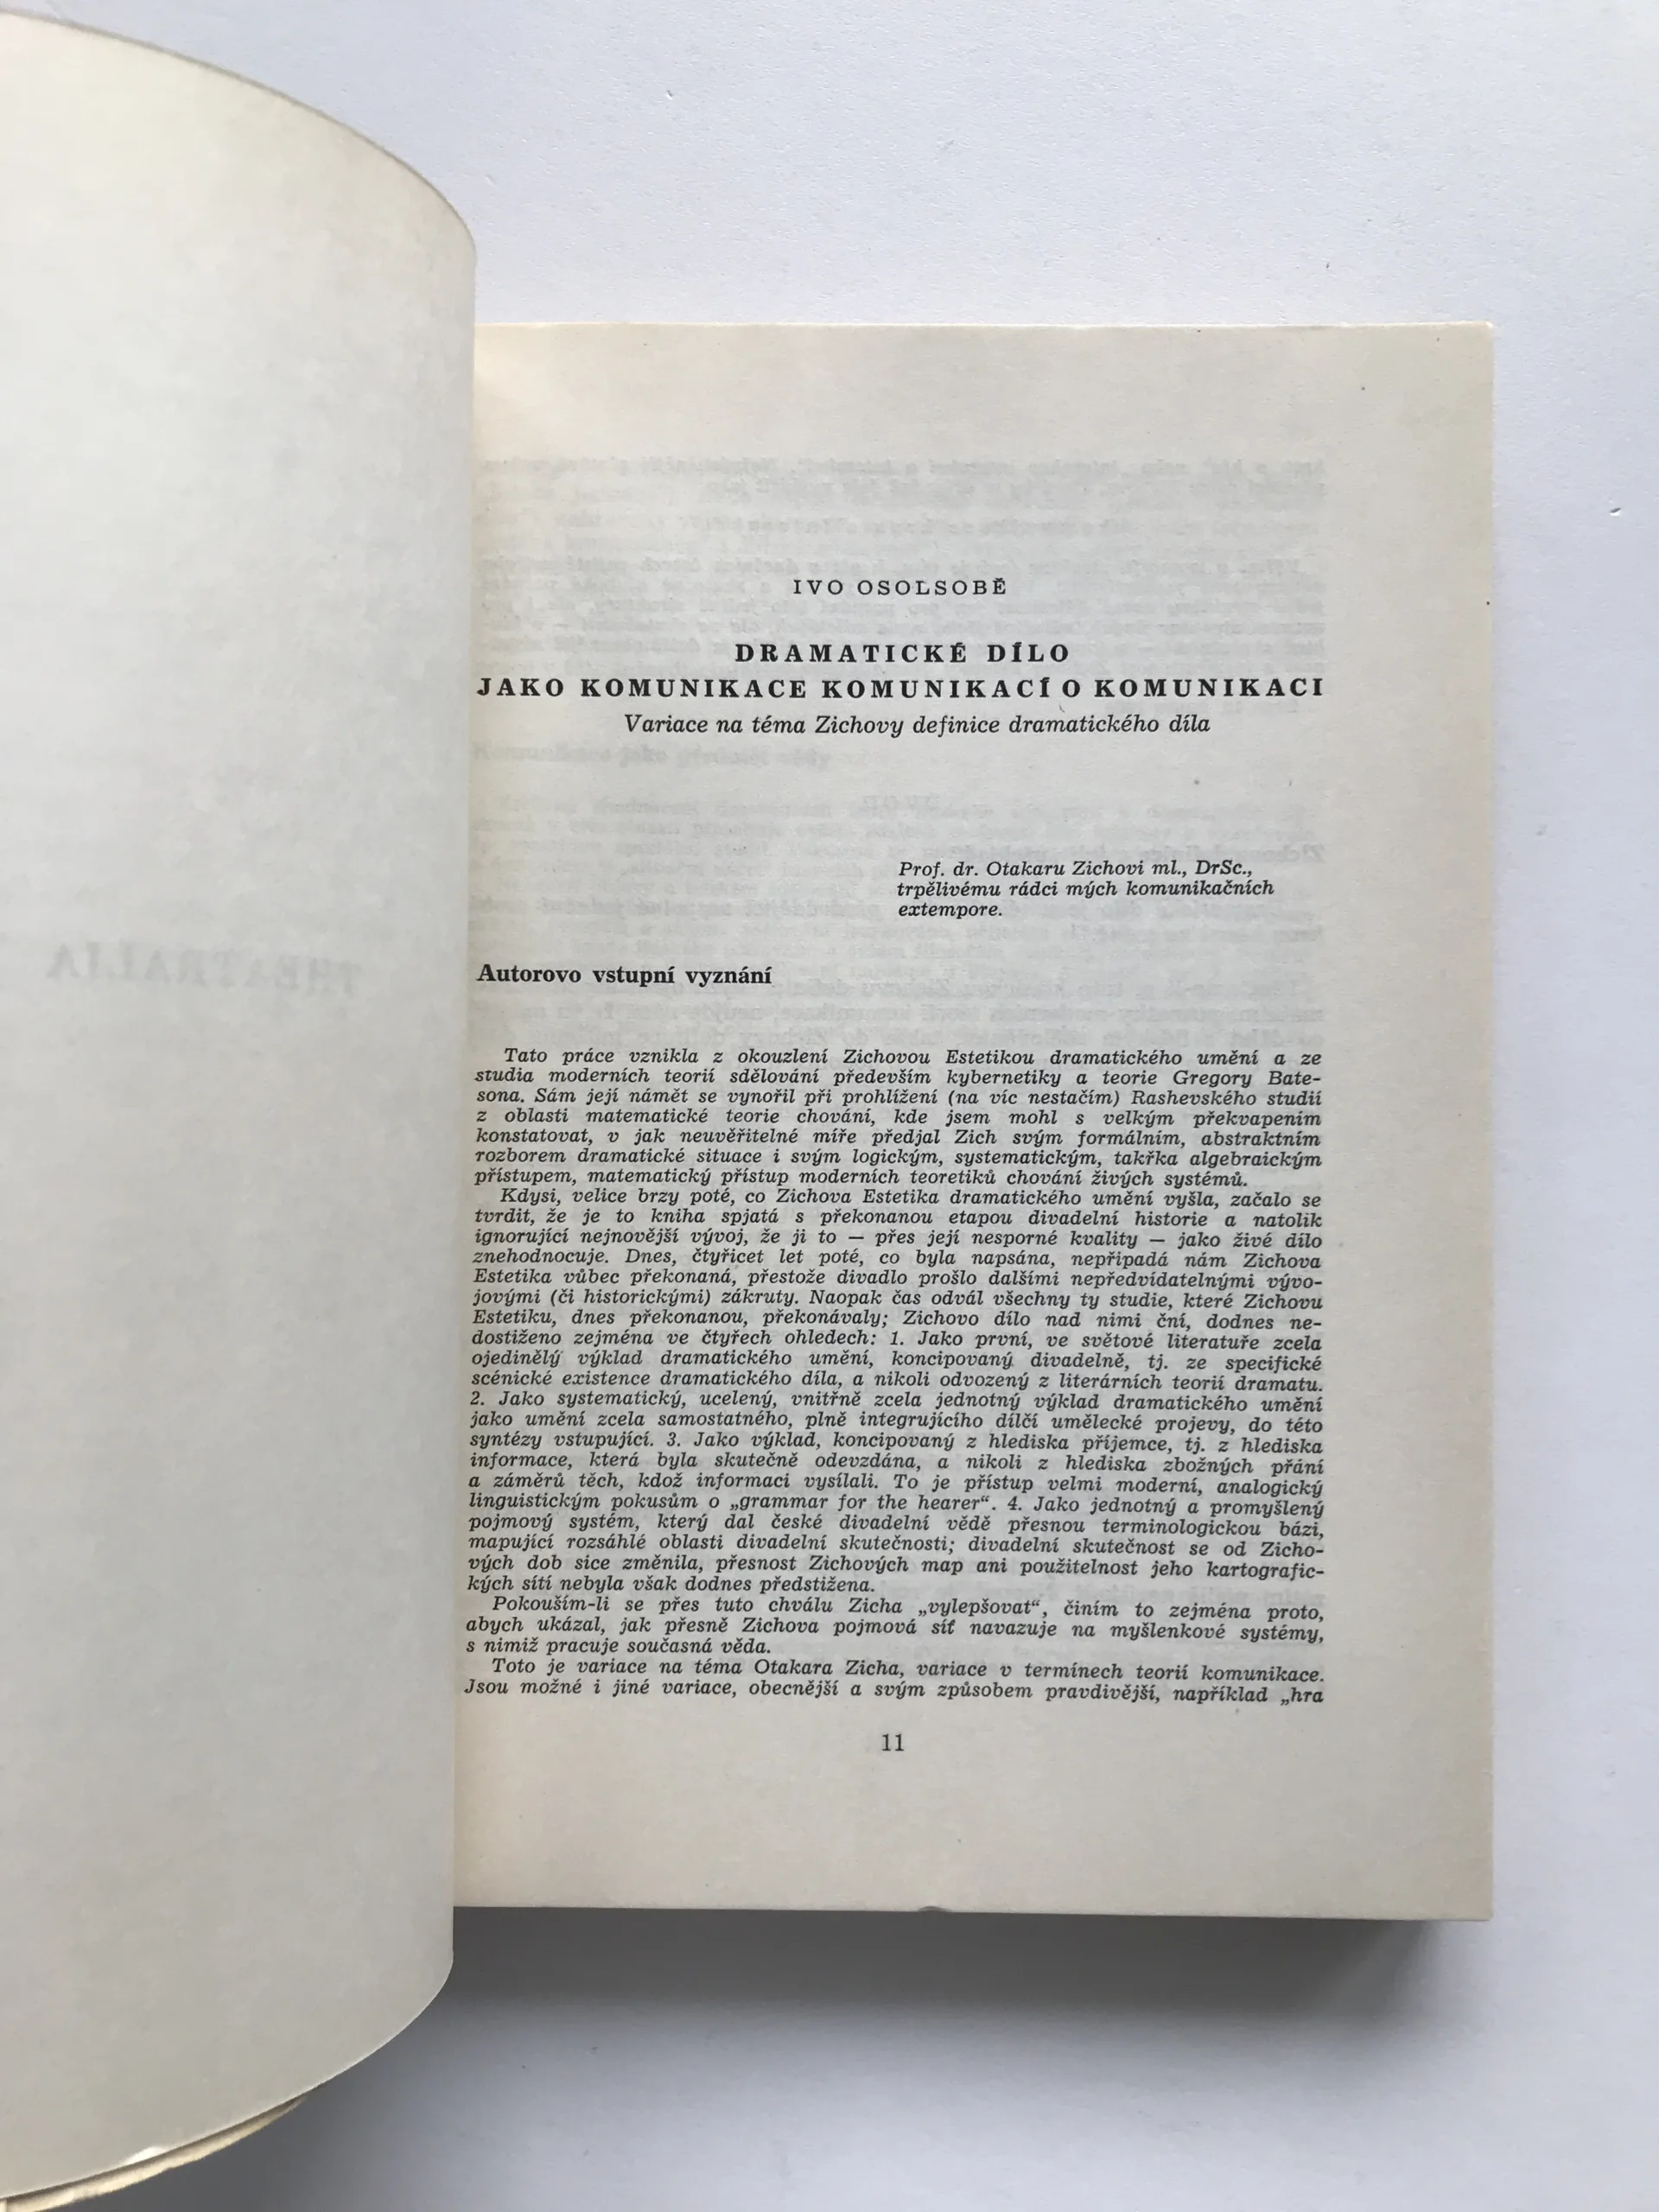 IVO OSOLSOBĚ
DRAMATICKÉ DÍLO
JAKO KOMUNIKACE KOMUNIKACÍ O KOMUNIKACI
Variace na téma Zichovy definice dramatického díla
Prof. dr. Otakaru Zichovi ml., DrSc.,
trpělivému rádci mých komunikačních
extempore.
Autorovo vstupní vyznání
Tato práce vznikla z okouzlení Zichovou Estetikou dramatického umění a ze
studia moderních teorií sdělování především kybernetiky a teorie Gregory Bate-
sona. Sám její námět se vynořil při prohlížení (na víc nestačím) Rashevského studií
z oblasti matematické teorie chování, kde jsem mohl s velkým překvapením
konstatovat, v jak neuvěřitelné míře předjal Zich svým formálním, abstraktním
rozborem dramatické situace i svým logickým, systematickým, takřka algebraickým
přístupem, matematický přístup moderních teoretiků chování živých systémů.
Kdysi, velice brzy poté, co Zichova Estetika dramatického umění vyšla, začalo se
tvrdit, že je to kniha spjatá s překonanou etapou divadelní historie a natolik
ignorující nejnovější vývoj, že ji to — přes její nesporné kvality — jako živé dílo
znehodnocuje. Dnes, čtyřicet let poté, co byla napsána, nepřipadá nám Zichova
Estetika vůbec překonaná, přestože divadlo prošlo dalšími nepředvídatelnými vývo-
jovými (či historickými) zákruty. Naopak čas odvál všechny ty studie, které Zichovu
Estetiku, dnes překonanou, překonávaly; Zichovo dílo nad nimi ční, dodnes ne-
dostiženo zejména ve čtyřech ohledech: 1. Jako první, ve světové literatuře zcela
ojedinělý výklad dramatického umění, koncipovaný divadelně, tj. ze specifické
scénické existence dramatického díla, a nikoli odvozený z literárních teorií dramatu.
2. Jako systematický, ucelený, vnitřně zcela jednotný výklad dramatického umění
jako umění zcela samostatného, plně integrujícího dílčí umělecké projevy, do této
syntézy vstupující. 3. Jako výklad, koncipovaný z hlediska příjemce, tj. z hlediska
informace, která byla skutečně odevzdána, a nikoli z hlediska zbožných přání
a záměrů těch, kdož informaci vysílali. To je přístup velmi moderní, analogický
linguistickým pokusům o „grammar for the hearer“. 4. Jako jednotný a promyšlený
pojmový systém, který dal české divadelní vědě přesnou terminologickou bázi,
mapující rozsáhlé oblasti divadelní skutečnosti; divadelní skutečnost se od Zicho-
vých dob sice změnila, přesnost Zichových map ani použitelnost jeho kartografic-
kých sítí nebyla však dodnes předstižena.
Pokouším-li se přes tuto chválu Zicha „vylepšovat“, činím to zejména proto,
abych ukázal, jak přesně Zichova pojmová síť navazuje na myšlenkové systémy,
s nimiž pracuje současná věda.
Toto je variace na téma Otakara Zicha, variace v termínech teorií komunikace.
Jsou možné i jiné variace, obecnější a svým způsobem pravdivější, například „hra
11
THEATRALIA